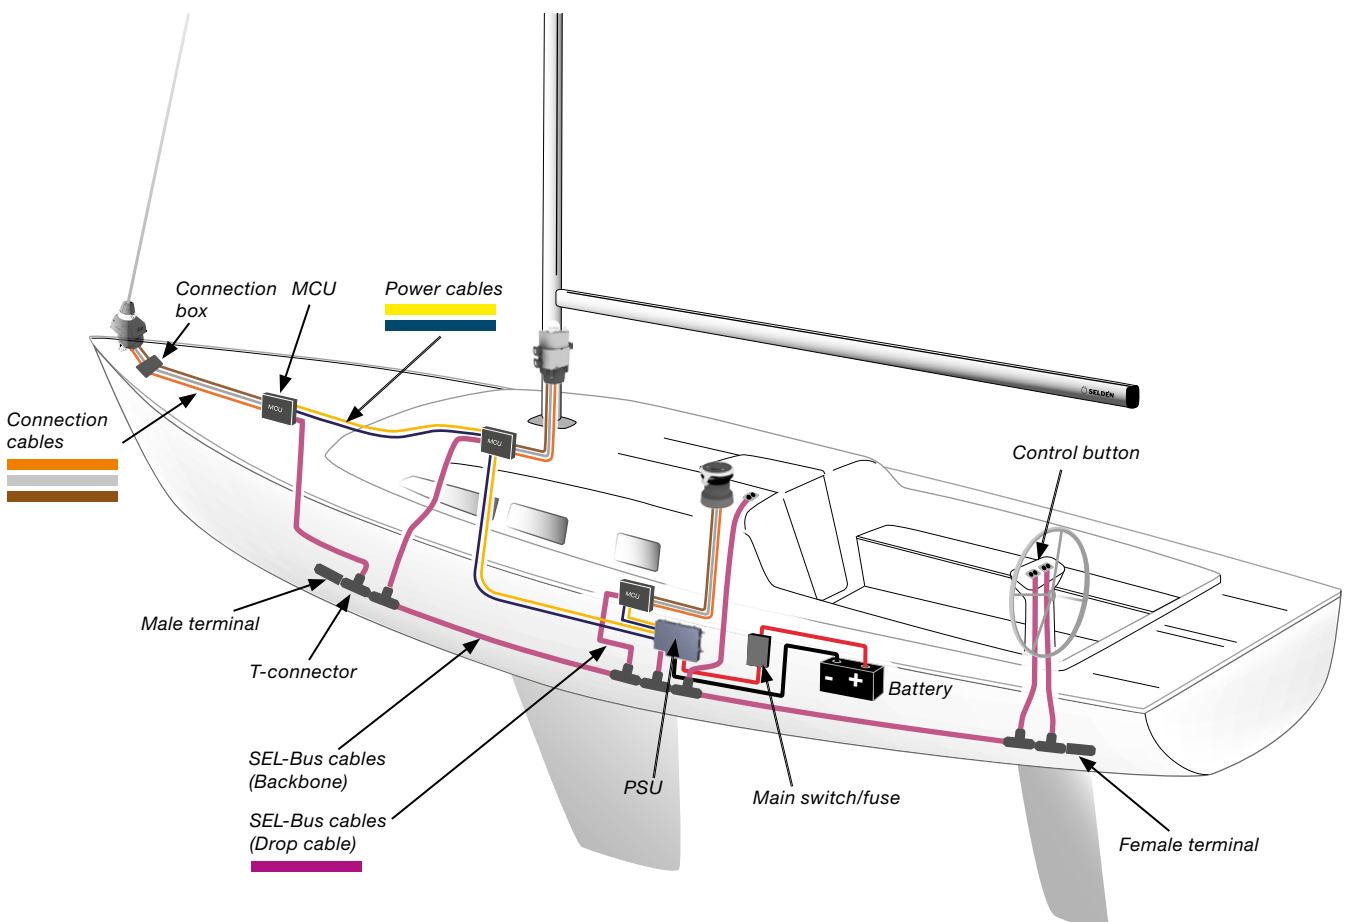 Connection
box
MCU
Power cables
SELDÉN
Connection
cables
MCU
MCU
Control button
MCU
Male terminal
T-connector
- +
Battery
SEL-Bus cables
(Backbone)
PSU
Main switch/fuse
SEL-Bus cables
(Drop cable)
Female terminal